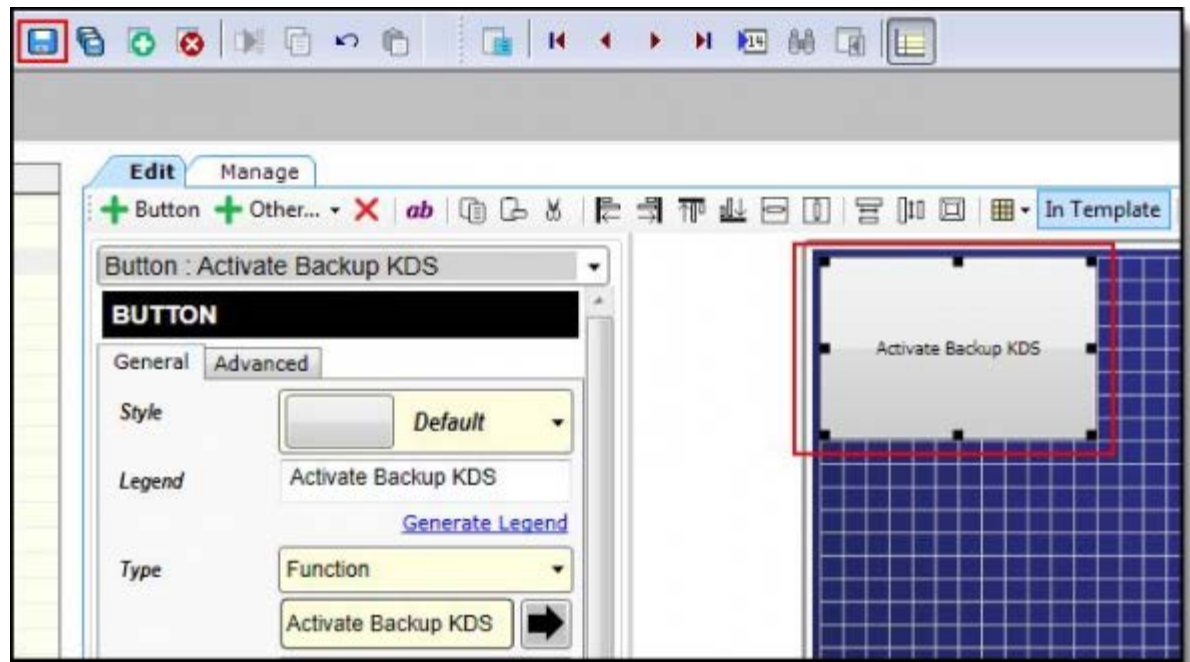 14
Edit Manage
Button Other... ab In Template
Button : Activate Backup KDS
BUTTON
General Advanced
Style Default
Legend Activate Backup KDS
Generate Legend
Type Function
Activate Backup KDS
Activate Backup KDS